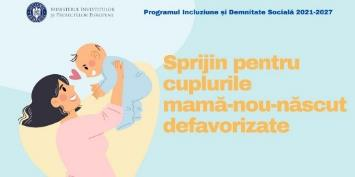 MINISTERUL INVESTIȚIILOR
ȘI PROIECTELOR EUROPENE
Programul Incluziune și Demnitate Socială 2021-2027
Sprijin pentru
cuplurile
mamă-nou-născut
defavorizate